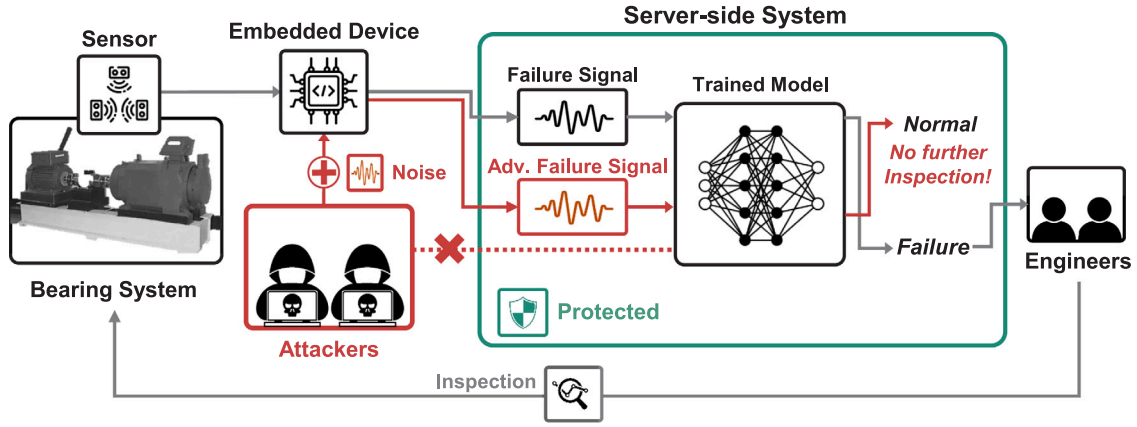 Server-side System
Sensor
Embedded Device
Failure Signal
Trained Model
</>
Normal
No further
Inspection!
Noise
Adv. Failure Signal
Failure
Bearing System
Engineers
Protected
Attackers
Inspection